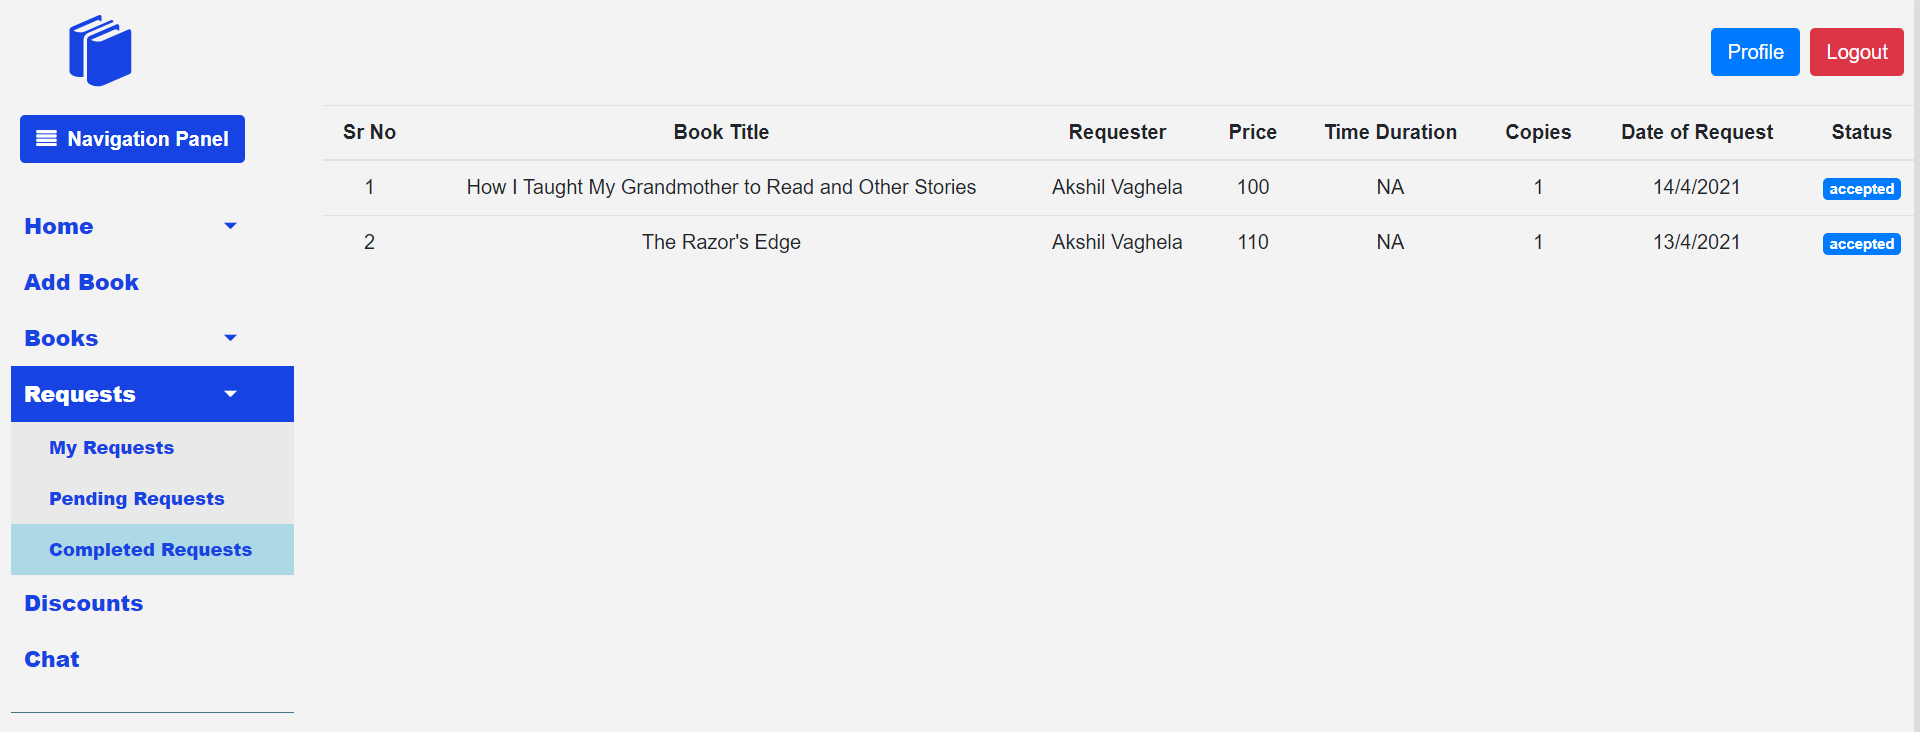 Profile Logout
Navigation Panel
Home
Add Book
Books
Requests
My Requests
Pending Requests
Completed Requests
Discounts
Chat
Sr No Book Title Requester Price Time Duration Copies Date of Request Status
1 How I Taught My Grandmother to Read and Other Stories Akshil Vaghela 100 NA 1 14/4/2021 accepted
2 The Razor's Edge Akshil Vaghela 110 NA 1 13/4/2021 accepted